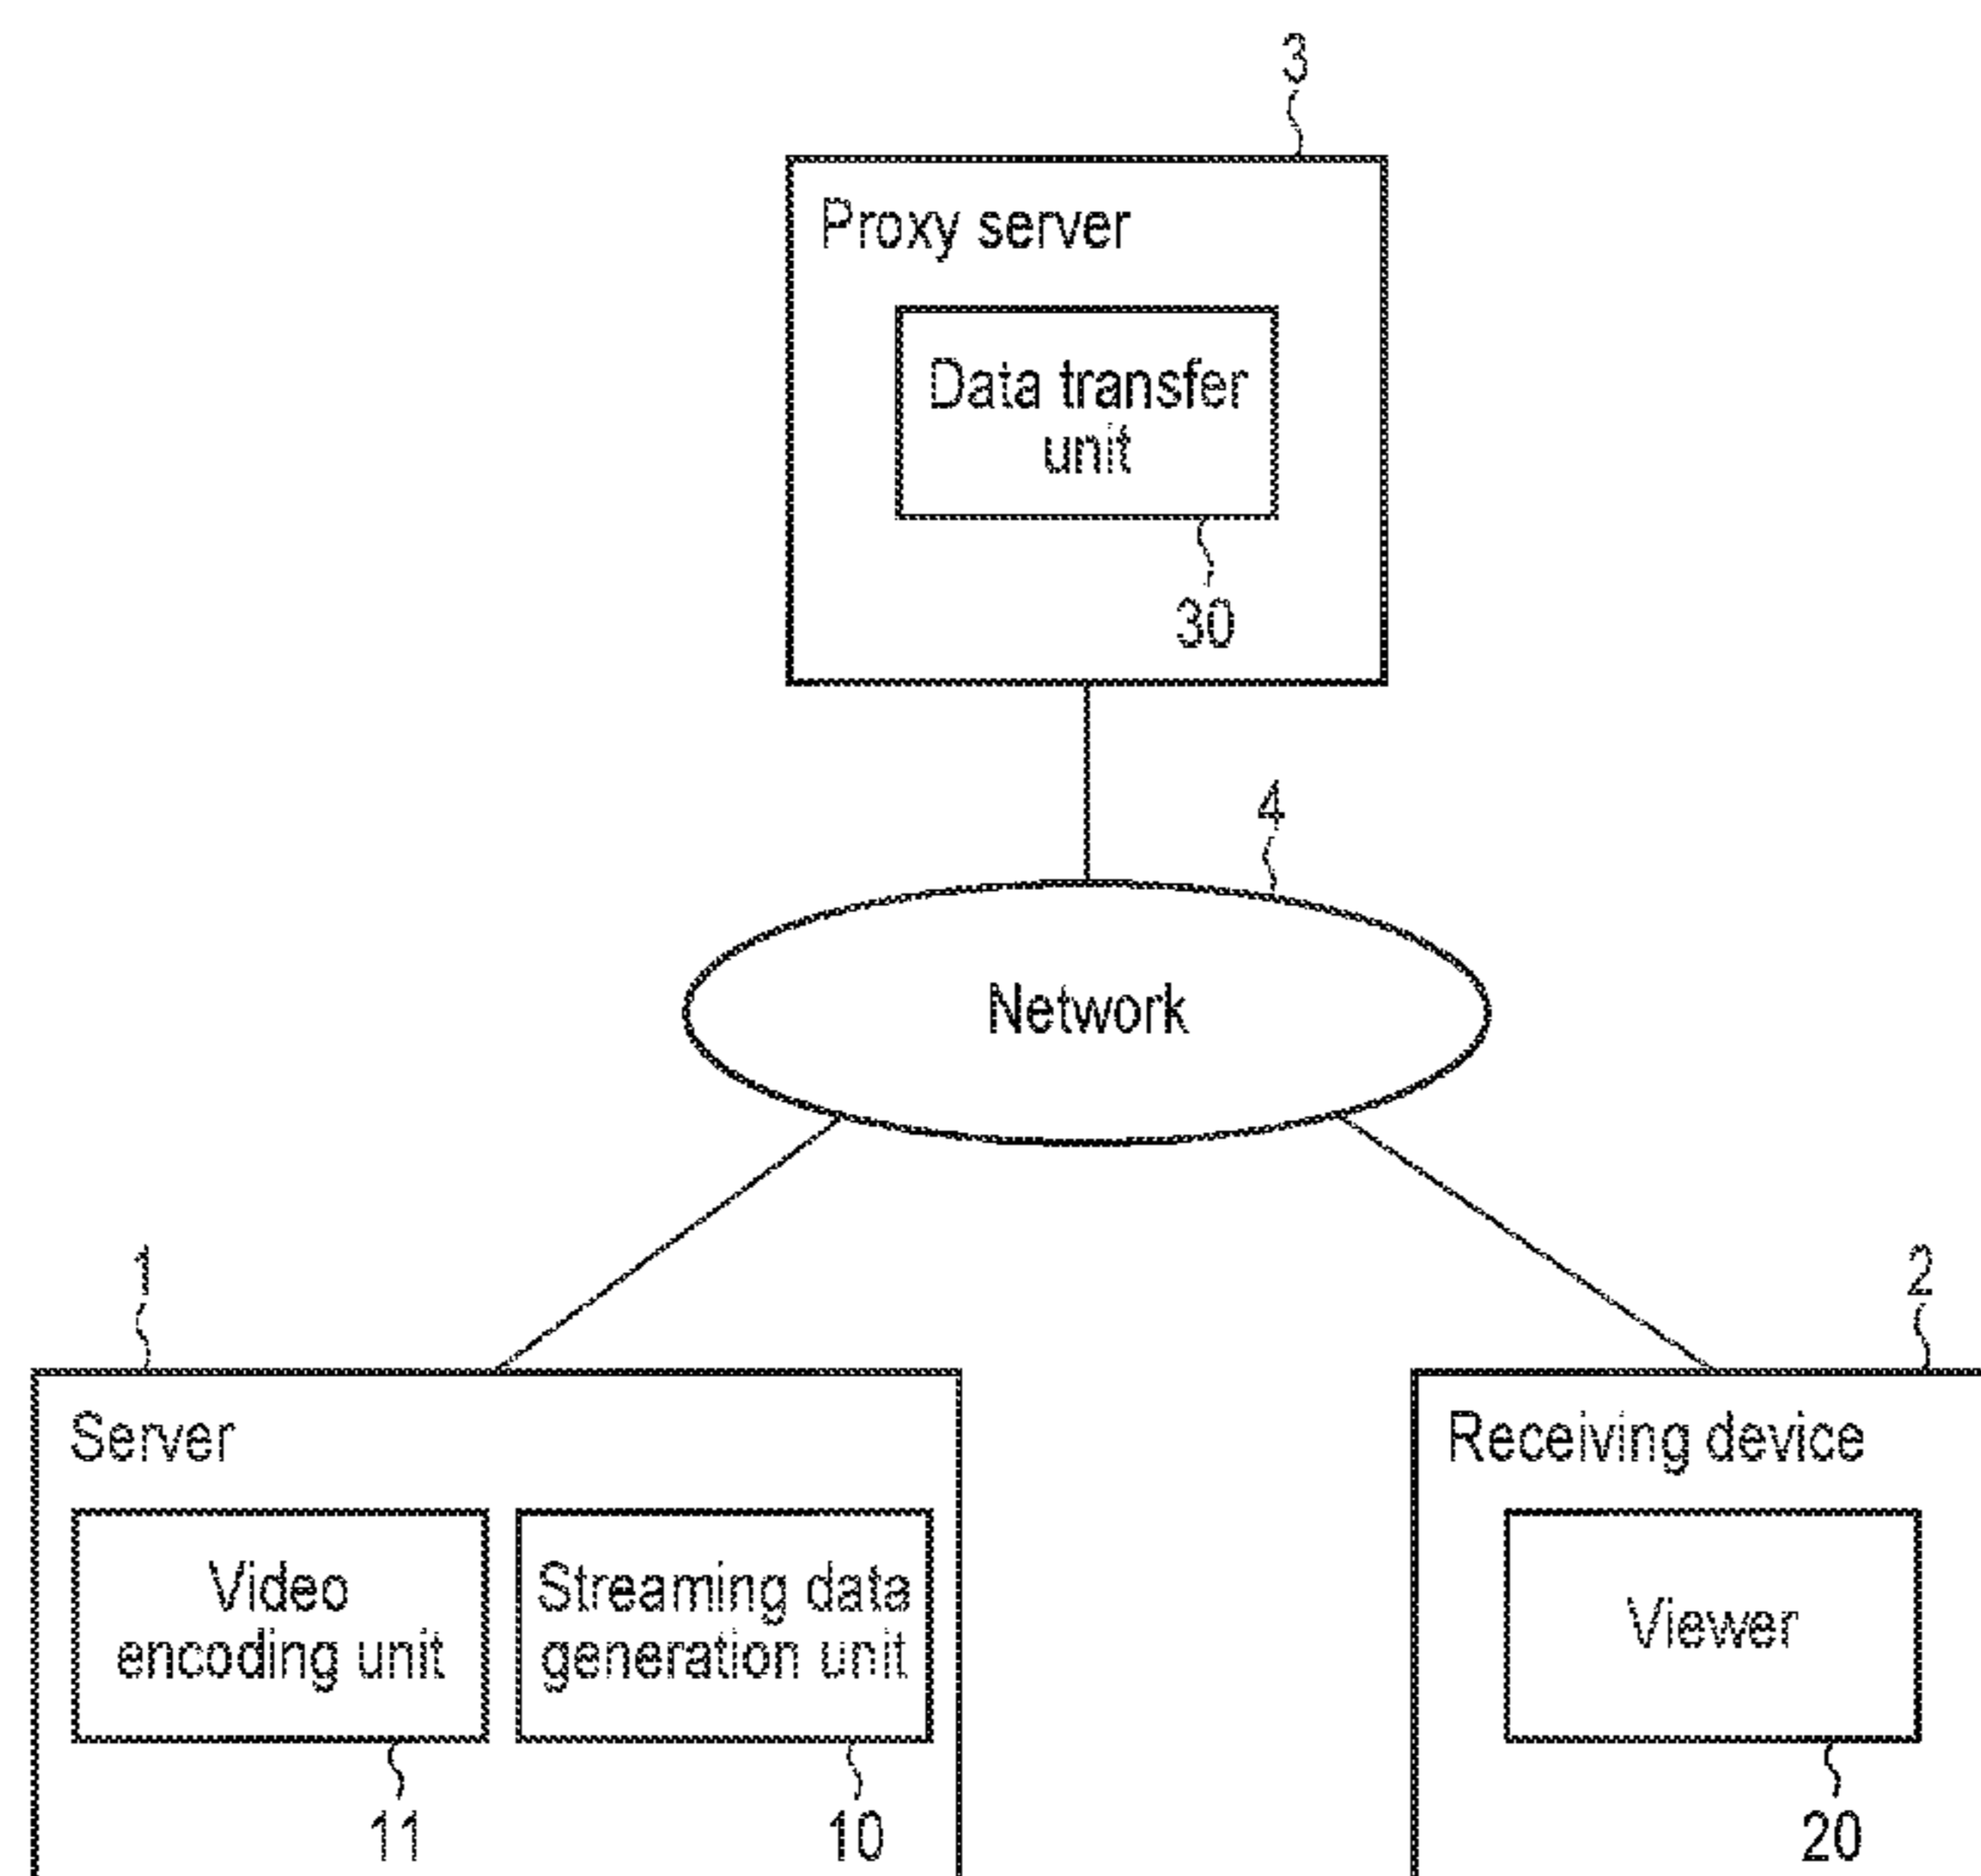 3
Proxy server
Data transfer
unit
30
4
Network
1
2
Server
Receiving device
Video
encoding unit
Streaming data
generation unit
Viewer
11
10
20